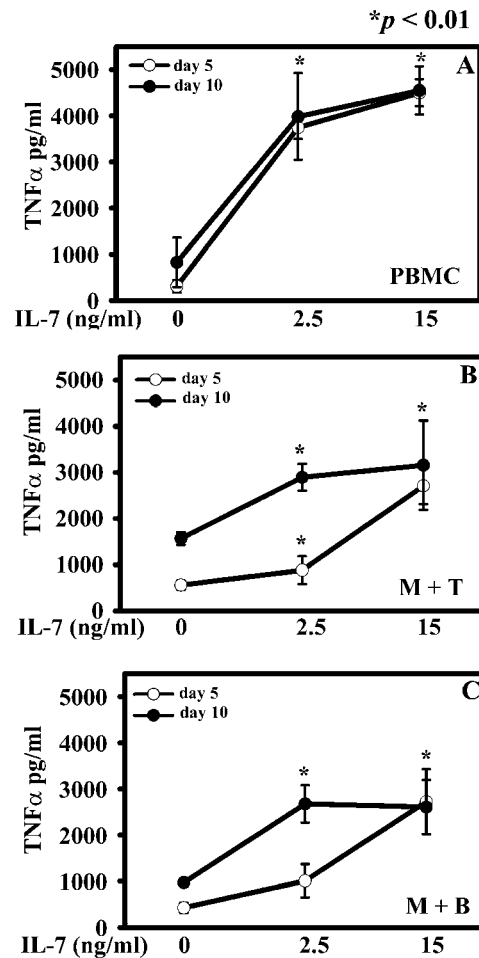 *p < 0.01
A
day 5
day 10
5000
4000
3000
2000
1000
0
TNFα pg/ml
* *
PBMC
IL-7 (ng/ml) 0 2.5 15
B
day 5
day 10
5000
4000
3000
2000
1000
0
TNFα pg/ml
* * *
M + T
IL-7 (ng/ml) 0 2.5 15
C
day 5
day 10
5000
4000
3000
2000
1000
0
TNFα pg/ml
* *
M + B
IL-7 (ng/ml) 0 2.5 15